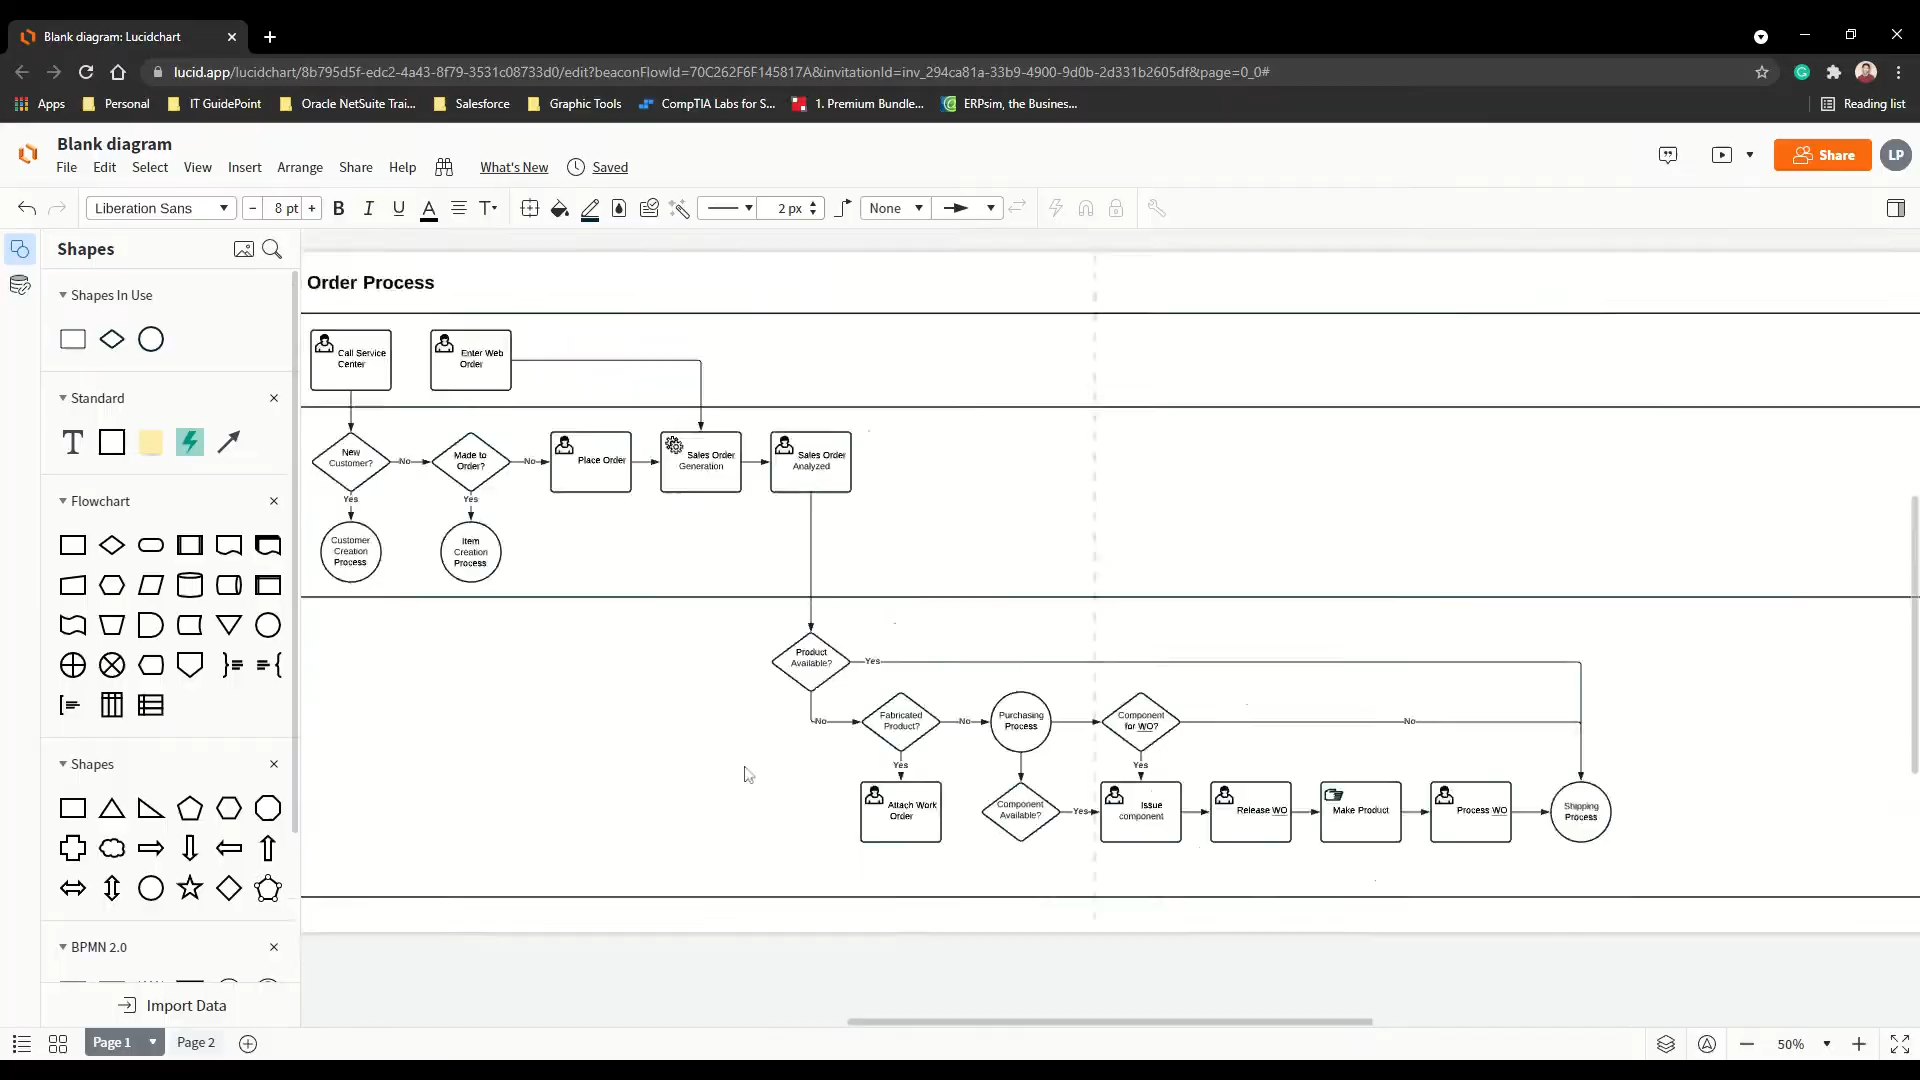 Blank diagram: Lucidchart
lucid.app/lucidchart/8b795d5f-edc2-4a43-8f79-3531c08733d0/edit?beaconFlowId=70C262F6F145817A&invitationId=inv_294ca81a-33b9-4900-9d0b-2d331b2605df&page=0_0#
Apps Personal IT GuidePoint Oracle NetSuite Trai... Salesforce Graphic Tools CompTIA Labs for S... 1. Premium Bundle... ERPsim, the Busines... Reading list
Blank diagram
File Edit Select View Insert Arrange Share Help What's New Saved
Share LP
Liberation Sans − 8 pt + B I U A T 2 px None
Shapes
Shapes In Use
Standard
T
Flowchart
Shapes
BPMN 2.0
Import Data
Order Process
Call Service
Center
Enter Web
Order
New
Customer?
No
Made to
Order?
No
Place Order
Sales Order
Generation
Sales Order
Analyzed
Yes
Yes
Customer
Creation
Process
Item
Creation
Process
Product
Available?
Yes
No
Fabricated
Product?
No
Purchasing
Process
Component
for WO?
No
Yes
Yes
Attach Work
Order
Component
Available?
Yes
Issue
component
Release WO
Make Product
Process WO
Shipping
Process
Page 1 Page 2 50%